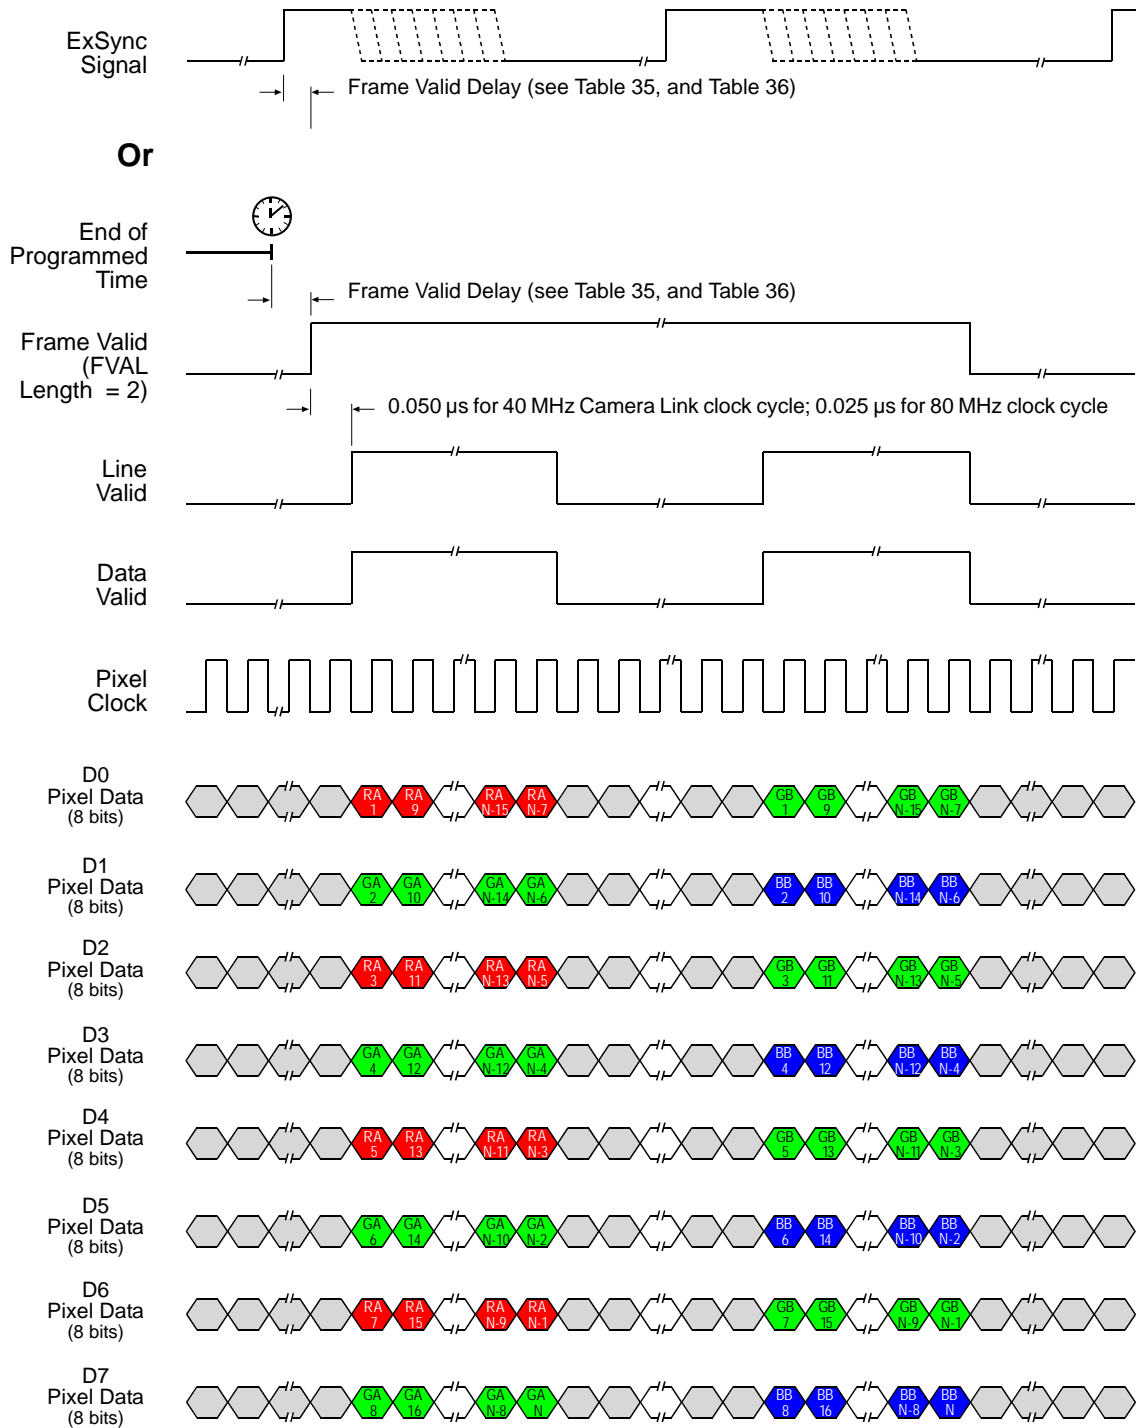 ExSync
Signal
Frame Valid Delay (see Table 35, and Table 36)
Or
End of
Programmed
Time
Frame Valid Delay (see Table 35, and Table 36)
Frame Valid
(FVAL
Length = 2)
0.050 µs for 40 MHz Camera Link clock cycle; 0.025 µs for 80 MHz clock cycle
Line
Valid
Data
Valid
Pixel
Clock
D0
Pixel Data
(8 bits)
RA RA RA RA GB GB GB GB
1 9 N-15 N-7 1 9 N-15 N-7
D1
Pixel Data
(8 bits)
GA GA GA GA BB BB BB BB
2 10 N-14 N-6 2 10 N-14 N-6
D2
Pixel Data
(8 bits)
RA RA RA RA GB GB GB GB
3 11 N-13 N-5 3 11 N-13 N-5
D3
Pixel Data
(8 bits)
GA GA GA GA BB BB BB BB
4 12 N-12 N-4 4 12 N-12 N-4
D4
Pixel Data
(8 bits)
RA RA RA RA GB GB GB GB
5 13 N-11 N-3 5 13 N-11 N-3
D5
Pixel Data
(8 bits)
GA GA GA GA BB BB BB BB
6 14 N-10 N-2 6 14 N-10 N-2
D6
Pixel Data
(8 bits)
RA RA RA RA GB GB GB GB
7 15 N-9 N-1 7 15 N-9 N-1
D7
Pixel Data
(8 bits)
GA GA GA GA BB BB BB BB
8 16 N-8 N 8 16 N-8 N